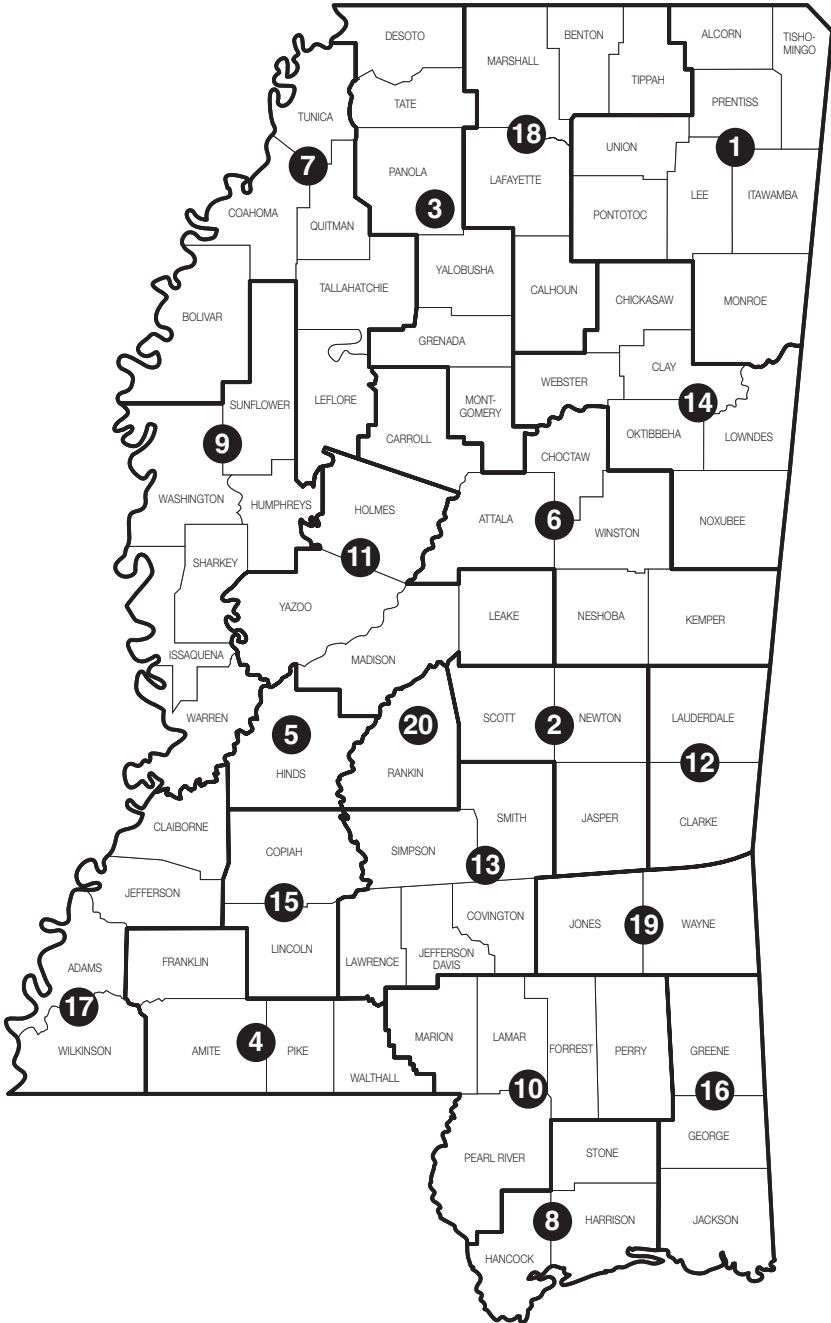 DESOTO
MARSHALL
BENTON
TIPPAH
ALCORN
TISHO-
MINGO
PRENTISS
TATE
TUNICA
18
1
UNION
7
PANOLA
LAFAYETTE
3
LEE
ITAWAMBA
COAHOMA
QUITMAN
PONTOTOC
YALOBUSHA
TALLAHATCHIE
CALHOUN
CHICKASAW
MONROE
BOLIVAR
GRENADA
CLAY
WEBSTER
SUNFLOWER
LEFLORE
MONT-
GOMERY
14
9
CARROLL
OKTIBBEHA
LOWNDES
CHOCTAW
WASHINGTON
HUMPHREYS
HOLMES
ATTALA
6
WINSTON
NOXUBEE
SHARKEY
11
YAZOO
LEAKE
NESHOBA
KEMPER
ISSAQUENA
MADISON
WARREN
5
20
SCOTT
2
NEWTON
LAUDERDALE
HINDS
RANKIN
12
CLAIBORNE
SMITH
JASPER
CLARKE
COPIAH
SIMPSON
13
JEFFERSON
15
COVINGTON
JONES
19
WAYNE
LINCOLN
LAWRENCE
JEFFERSON
DAVIS
ADAMS
FRANKLIN
17
WILKINSON
AMITE
4
PIKE
WALTHALL
MARION
LAMAR
FORREST
PERRY
GREENE
10
16
GEORGE
PEARL RIVER
STONE
8
HARRISON
JACKSON
HANCOCK